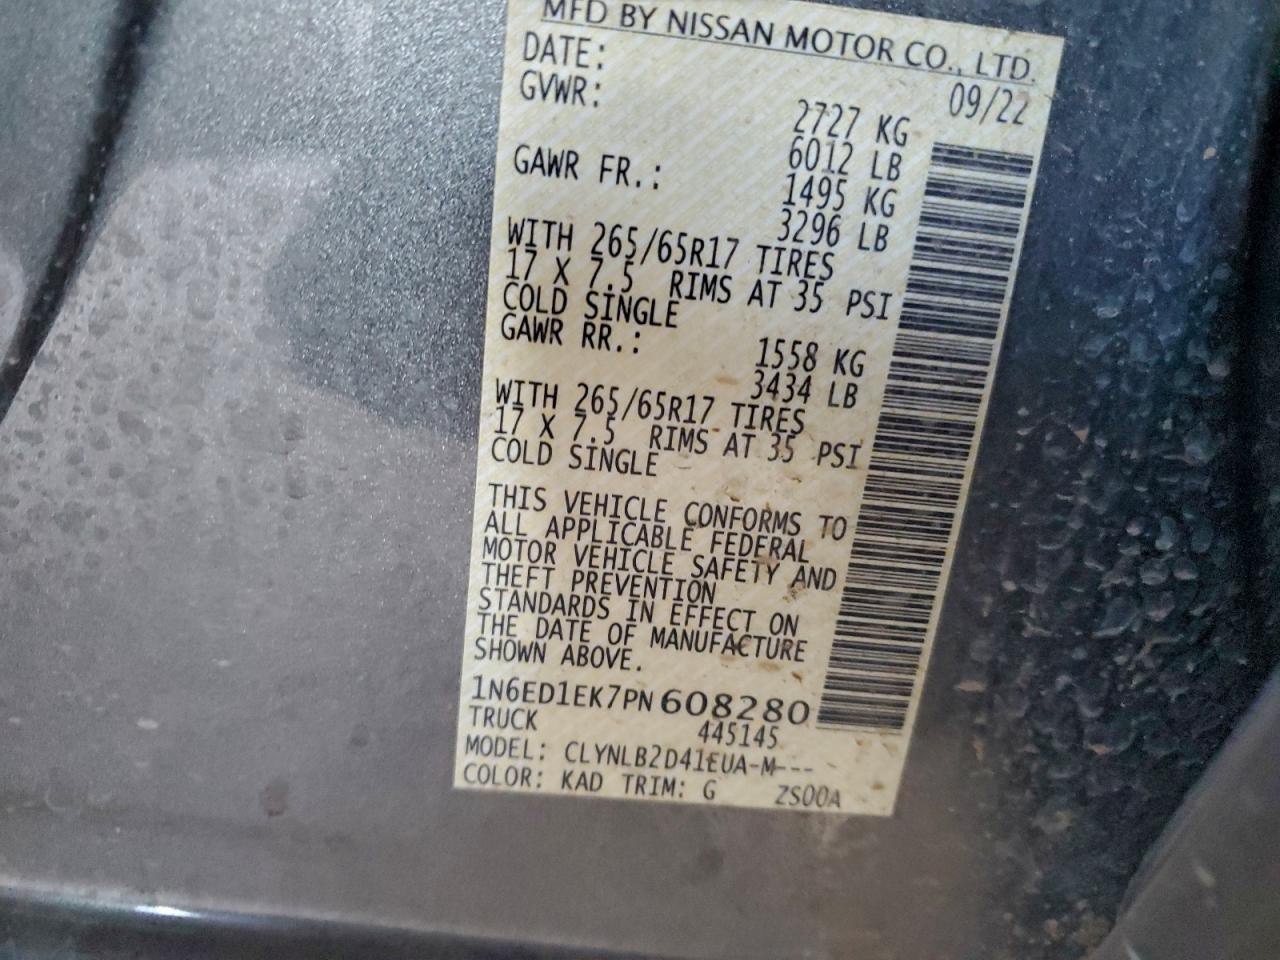 MFD BY NISSAN MOTOR CO., LTD.
DATE: 09/22
GVWR: 2727 KG
6012 LB
GAWR FR.: 1495 KG
3296 LB
WITH 265/65R17 TIRES
17 X 7.5 RIMS AT 35 PSI
COLD SINGLE
GAWR RR.: 1558 KG
3434 LB
WITH 265/65R17 TIRES
17 X 7.5 RIMS AT 35 PSI
COLD SINGLE
THIS VEHICLE CONFORMS TO
ALL APPLICABLE FEDERAL
MOTOR VEHICLE SAFETY AND
THEFT PREVENTION
STANDARDS IN EFFECT ON
THE DATE OF MANUFACTURE
SHOWN ABOVE.
1N6ED1EK7PN608280
TRUCK 445145
MODEL: CLYNLB2D41EUA-M---
COLOR: KAD TRIM: G ZS00A